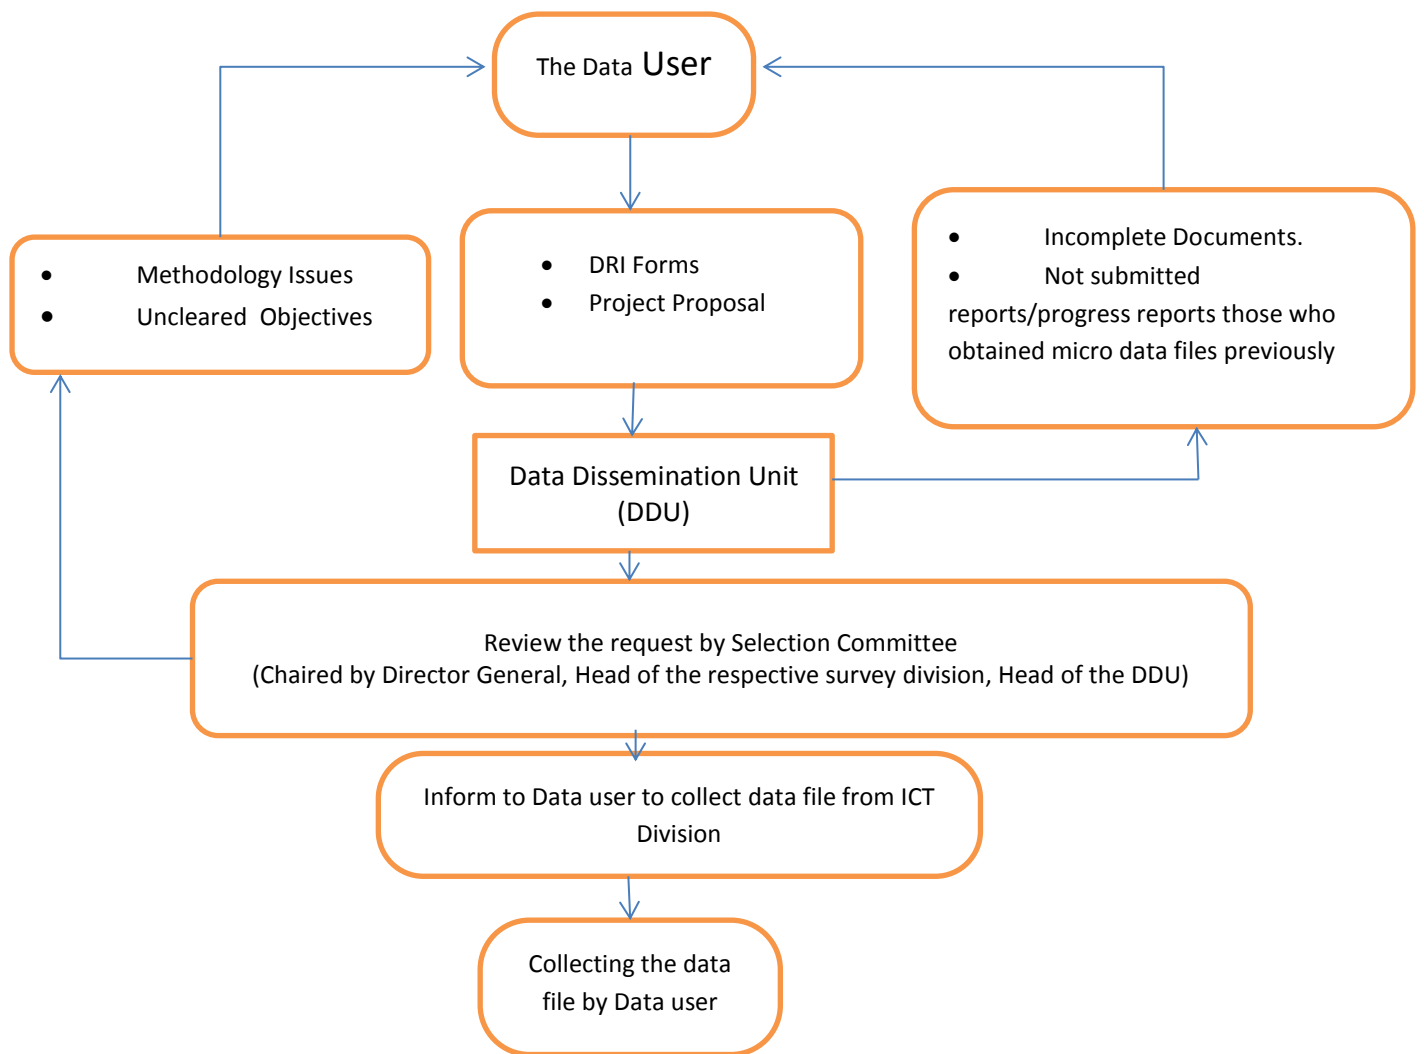 The Data User
• Methodology Issues
• Uncleared Objectives
• DRI Forms
• Project Proposal
• Incomplete Documents.
• Not submitted
reports/progress reports those who
obtained micro data files previously
Data Dissemination Unit
(DDU)
Review the request by Selection Committee
(Chaired by Director General, Head of the respective survey division, Head of the DDU)
Inform to Data user to collect data file from ICT
Division
Collecting the data
file by Data user